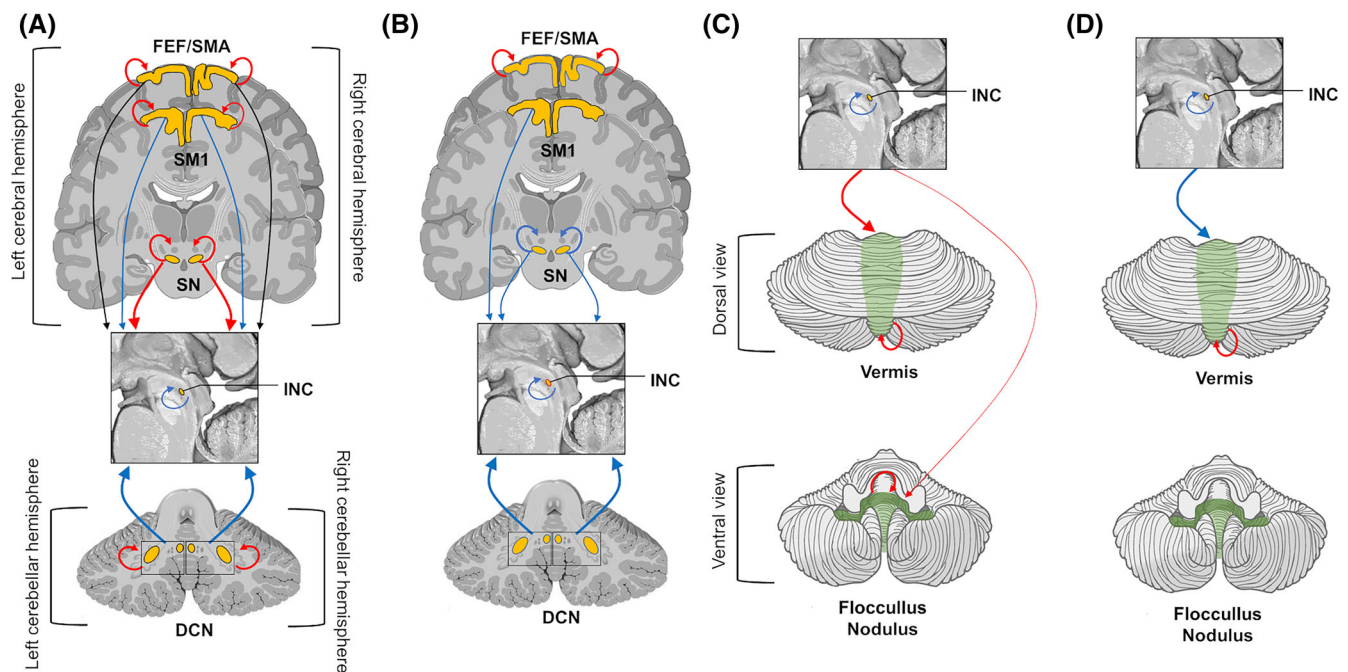 (A)
FEF/SMA
Left cerebral hemisphere
Right cerebral hemisphere
SM1
SN
INC
Left cerebellar hemisphere
Right cerebellar hemisphere
DCN
(B)
FEF/SMA
SM1
SN
INC
DCN
(C)
INC
Dorsal view
Vermis
Ventral view
Flocculus
Nodulus
(D)
INC
Vermis
Flocculus
Nodulus